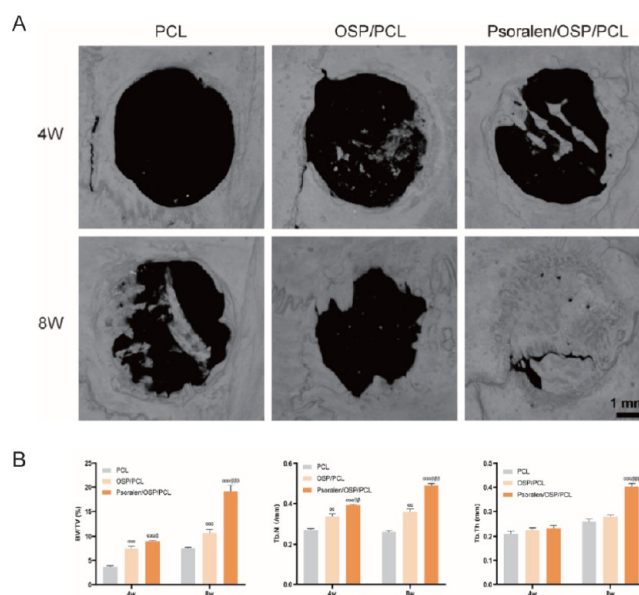 A
PCL
OSP/PCL
Psoralen/OSP/PCL
4W
8W
1 mm
B
BV/TV (%)
25
20
15
10
5
0
PCL
OSP/PCL
Psoralen/OSP/PCL
4w
8w
Tb.N (/mm)
0.6
0.4
0.2
0.0
PCL
OSP/PCL
Psoralen/OSP/PCL
4w
8w
Tb.Th (mm)
0.5
0.4
0.3
0.2
0.1
0.0
PCL
OSP/PCL
Psoralen/OSP/PCL
4w
8w